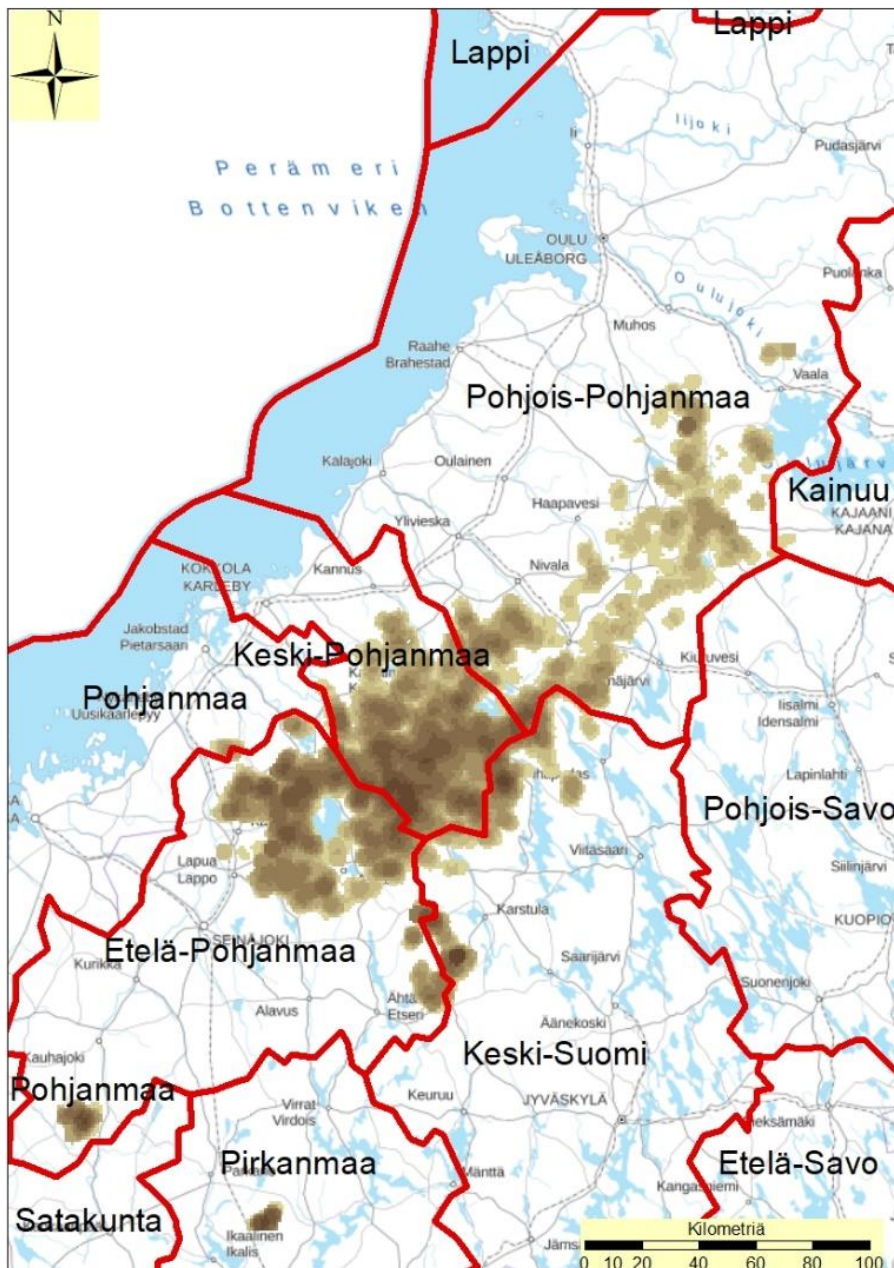 N
Lappi
Lappi
Iijoki
Ii
Pudasjärvi
Perämeri
Bottenviken
OULU
ULEÅBORG
Oulujoki
Muhos
Raahe
Brahestad
Vaala
Pohjois-Pohjanmaa
Kalajoki
Oulainen
Haapavesi
Kainuu
KAJAANI
KAJANA
Ylivieska
Nivala
KOKKOLA
KARLEBY
Kannus
Jakobstad
Pietarsaari
Keski-Pohjanmaa
Pohjanmaa
Uusikaarlepyy
Kiuruvesi
Iisalmi
Idensalmi
Lapinlahti
Pohjois-Savo
Viitasaari
Siilinjärvi
Lapua
Lappo
Karstula
KUOPIO
SEINÄJOKI
Etelä-Pohjanmaa
Kurikka
Saarijärvi
Suonenjoki
Alavus
Etseri
Äänekoski
Keski-Suomi
Kauhajoki
Pohjanmaa
Keuruu
JYVÄSKYLÄ
Virrat
Virdois
Pirkanmaa
Mänttä
Etelä-Savo
Satakunta
Ikaalinen
Ikalis
Kilometriä
0 10 20 40 60 80 100